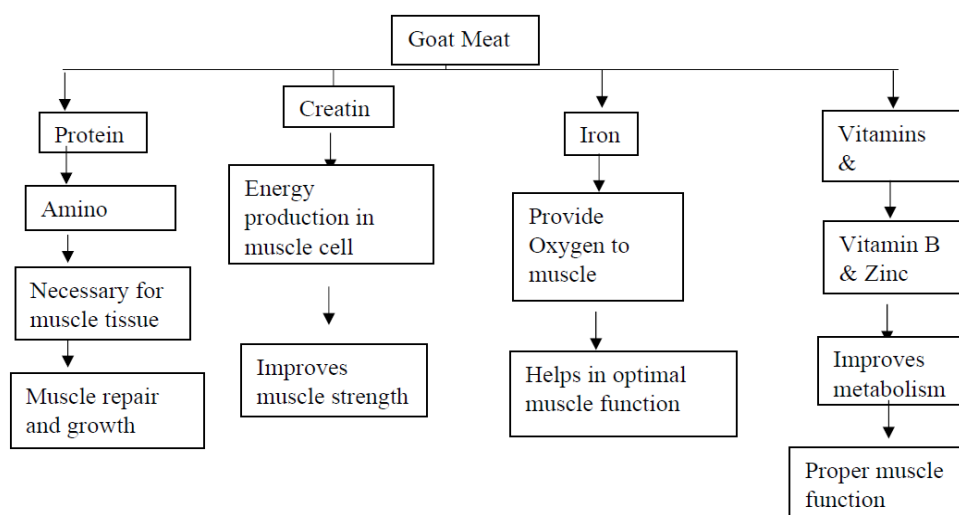 Goat Meat
Protein
Amino
Necessary for
muscle tissue
Muscle repair
and growth
Creatin
Energy
production in
muscle cell
Improves
muscle strength
Iron
Provide
Oxygen to
muscle
Helps in optimal
muscle function
Vitamins
&
Vitamin B
& Zinc
Improves
metabolism
Proper muscle
function